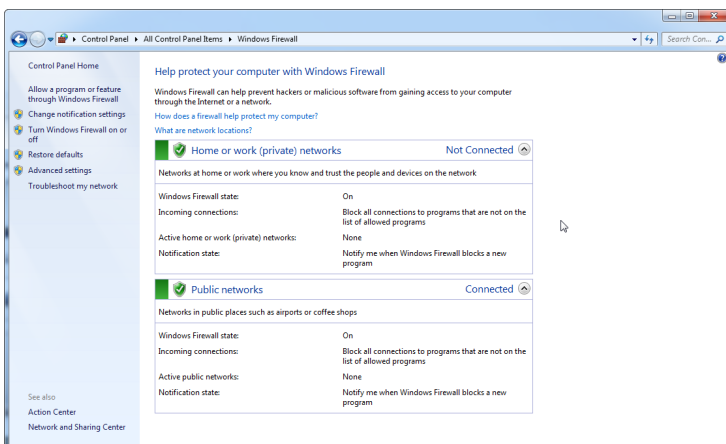 Control Panel ▸ All Control Panel Items ▸ Windows Firewall
Search Con...
Control Panel Home
Allow a program or feature
through Windows Firewall
Change notification settings
Turn Windows Firewall on or
off
Restore defaults
Advanced settings
Troubleshoot my network
See also
Action Center
Network and Sharing Center
Help protect your computer with Windows Firewall
Windows Firewall can help prevent hackers or malicious software from gaining access to your computer
through the Internet or a network.
How does a firewall help protect my computer?
What are network locations?
Home or work (private) networks Not Connected
Networks at home or work where you know and trust the people and devices on the network
Windows Firewall state: On
Incoming connections: Block all connections to programs that are not on the
list of allowed programs
Active home or work (private) networks: None
Notification state: Notify me when Windows Firewall blocks a new
program
Public networks Connected
Networks in public places such as airports or coffee shops
Windows Firewall state: On
Incoming connections: Block all connections to programs that are not on the
list of allowed programs
Active public networks: None
Notification state: Notify me when Windows Firewall blocks a new
program